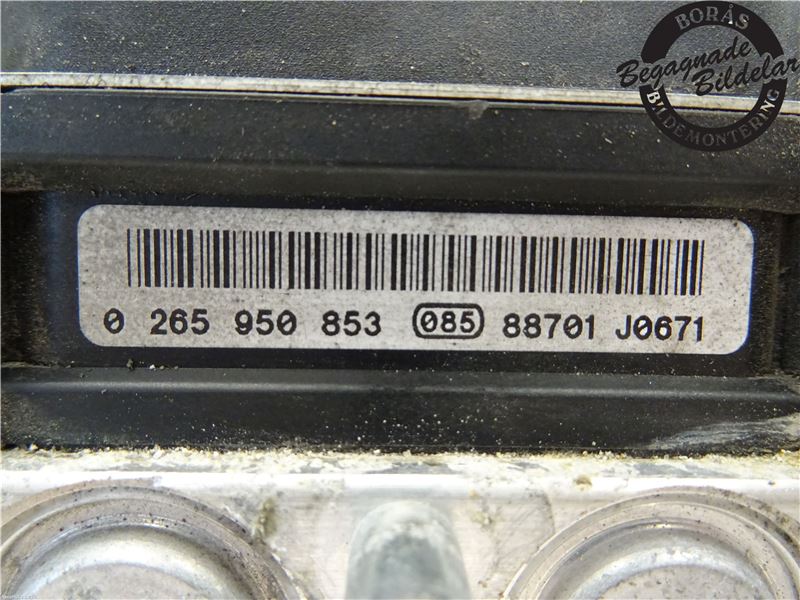 BORÅS
Begagnade
Bildelar
BILDEMONTERING
0 265 950 853 085 88701 J0671